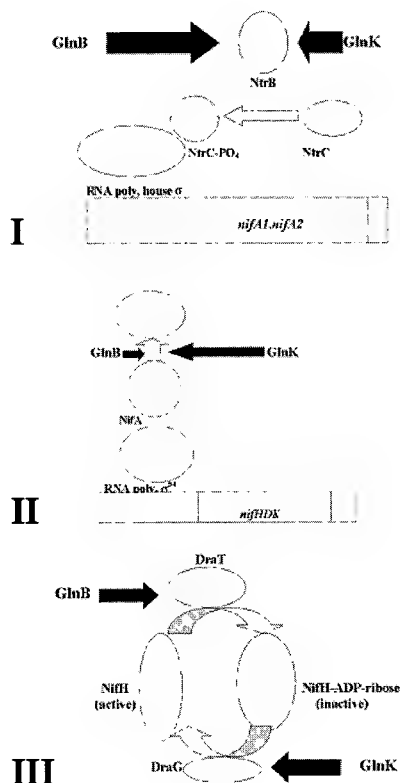 GlnB GlnK
NtrB
NtrC-PO4 NtrC
RNA poly, house σ
I
nifA1,nifA2
GlnB GlnK
NifA
RNA poly, σ54
II
nifHDK
DraT
GlnB
NifH NifH-ADP-ribose
(active) (inactive)
DraG GlnK
III